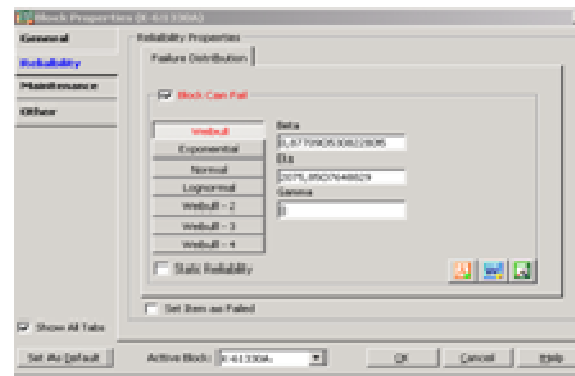 Block Properties (K-61330A)
General
Reliability
Maintenance
Other
Reliability Properties
Failure Distribution
Block Can Fail
Weibull
Exponential
Normal
Lognormal
Weibull - 2
Weibull - 3
Weibull - 4
Static Reliability
Beta
Eta
Gamma
0
Set Item as Failed
Show All Tabs
Set As Default
Active Block: K-61330A
OK
Cancel
Help